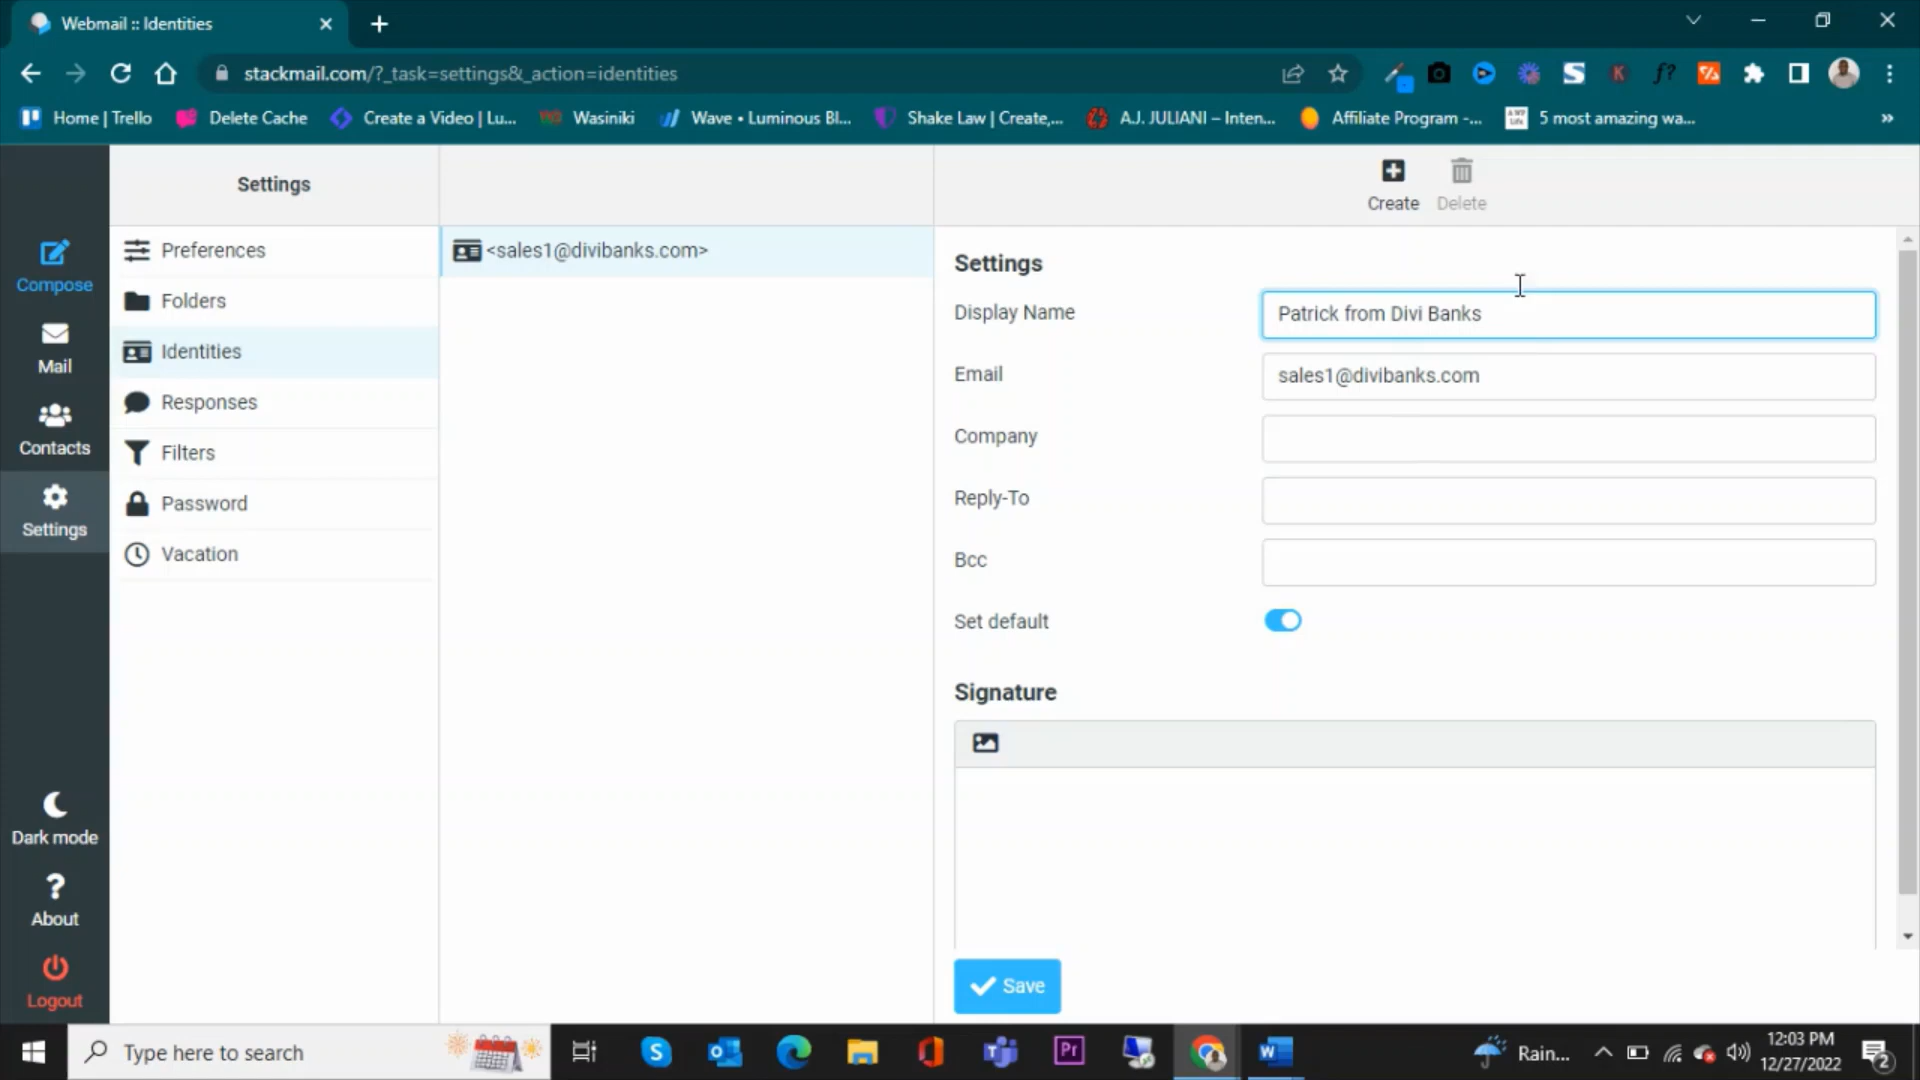 Webmail :: Identities
stackmail.com/?_task=settings&_action=identities
Home | Trello
Delete Cache
Create a Video | Lu...
Wasiniki
Wave • Luminous Bl...
Shake Law | Create,...
A.J. JULIANI – Inten...
Affiliate Program -...
5 most amazing wa...
»
Settings
Create
Delete
Compose
Mail
Contacts
Settings
Dark mode
About
Logout
Preferences
Folders
Identities
Responses
Filters
Password
Vacation
<sales1@divibanks.com>
Settings
Display Name
Patrick from Divi Banks
Email
sales1@divibanks.com
Company
Reply-To
Bcc
Set default
Signature
Save
Type here to search
Rain...
12:03 PM
12/27/2022
2